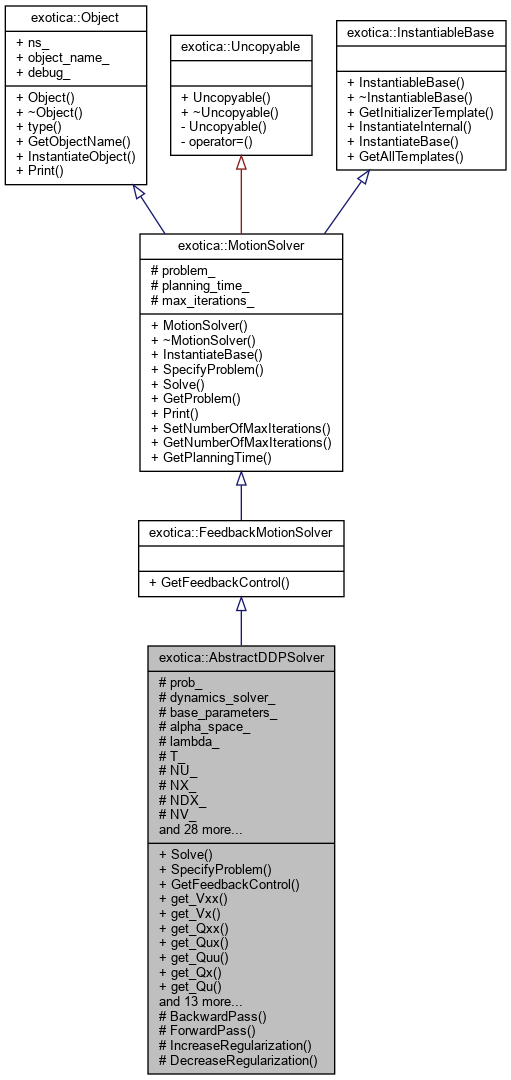 exotica::Object
+ ns_
+ object_name_
+ debug_
+ Object()
+ ~Object()
+ type()
+ GetObjectName()
+ InstantiateObject()
+ Print()
exotica::Uncopyable
+ Uncopyable()
+ ~Uncopyable()
- Uncopyable()
- operator=()
exotica::InstantiableBase
+ InstantiableBase()
+ ~InstantiableBase()
+ GetInitializerTemplate()
+ InstantiateInternal()
+ InstantiateBase()
+ GetAllTemplates()
exotica::MotionSolver
# problem_
# planning_time_
# max_iterations_
+ MotionSolver()
+ ~MotionSolver()
+ InstantiateBase()
+ SpecifyProblem()
+ Solve()
+ GetProblem()
+ Print()
+ SetNumberOfMaxIterations()
+ GetNumberOfMaxIterations()
+ GetPlanningTime()
exotica::FeedbackMotionSolver
+ GetFeedbackControl()
exotica::AbstractDDPSolver
# prob_
# dynamics_solver_
# base_parameters_
# alpha_space_
# lambda_
# T_
# NU_
# NX_
# NDX_
# NV_
and 28 more...
+ Solve()
+ SpecifyProblem()
+ GetFeedbackControl()
+ get_Vxx()
+ get_Vx()
+ get_Qxx()
+ get_Qux()
+ get_Quu()
+ get_Qx()
+ get_Qu()
and 13 more...
# BackwardPass()
# ForwardPass()
# IncreaseRegularization()
# DecreaseRegularization()